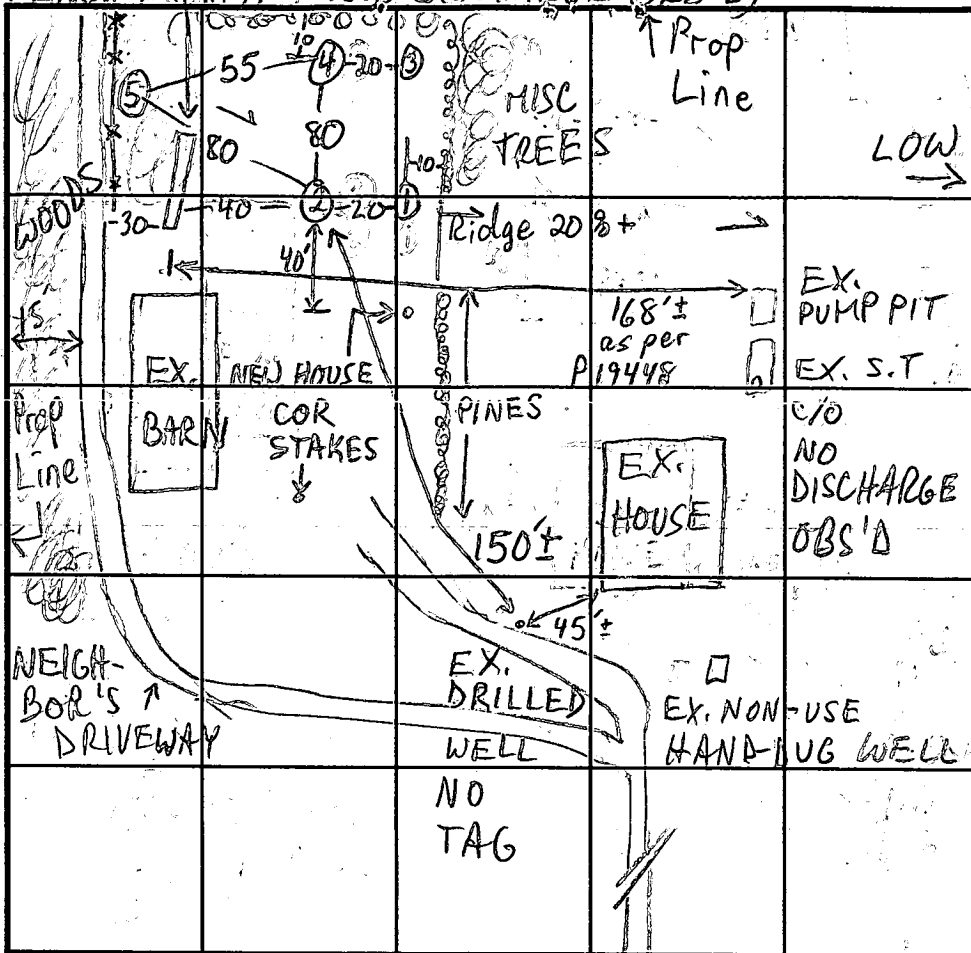 ↑ Prop
Line
55
10
④
20
③
⑤
MISC
TREES
LOW
→
80
80
10
WOODS
30
40
②
20
①
Ridge 20%+
40'
168'±
as per
P19448
EX.
PUMP PIT
EX. S.T.
15'
EX.
BARN
NEW HOUSE
COR
STAKES
PINES
Prop
Line
EX.
HOUSE
C/O
NO
DISCHARGE
OBS'D
150'±
45'±
NEIGH-
BOR'S
DRIVEWAY
EX.
DRILLED
WELL
NO
TAG
EX. NON-USE
HAND-DUG WELL